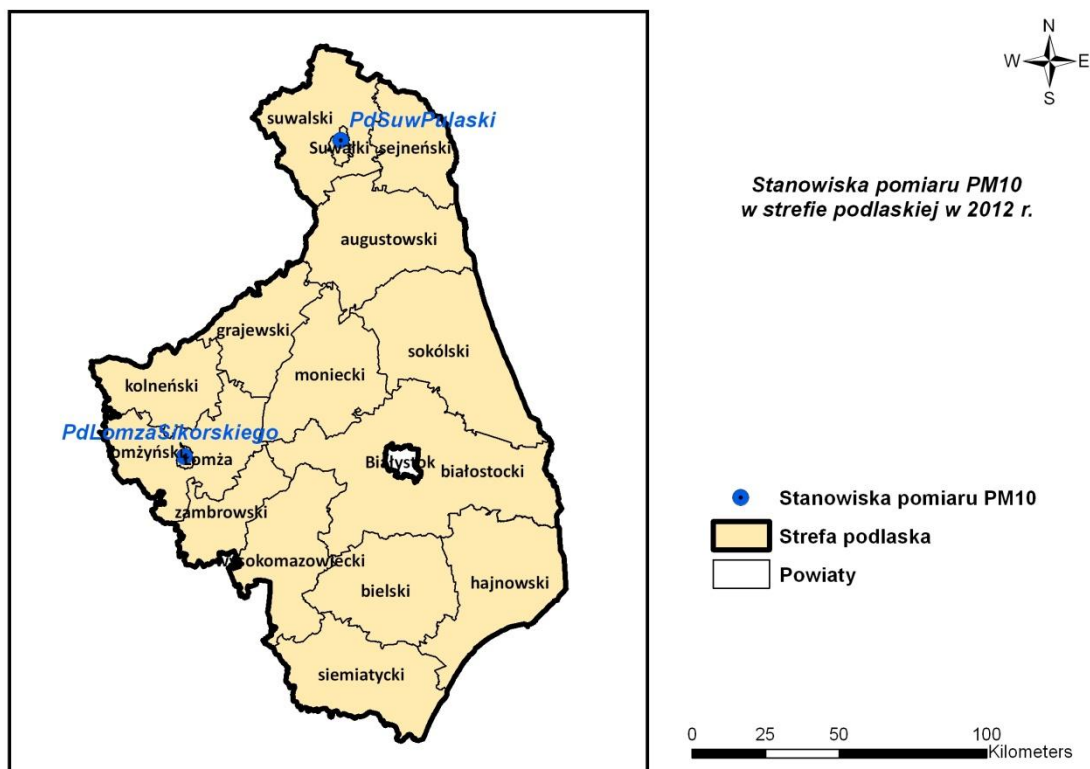 N
W E
S
Stanowiska pomiaru PM10
w strefie podlaskiej w 2012 r.
suwalski
PdSuwPulaski
Suwałki
sejneński
augustowski
grajewski
sokólski
moniecki
kolneński
PdLomzaSikorskiego
łomżyński
Łomża
Białystok
białostocki
zambrowski
wysokomazowiecki
bielski
hajnowski
siemiatycki
Stanowiska pomiaru PM10
Strefa podlaska
Powiaty
0 25 50 100
Kilometers